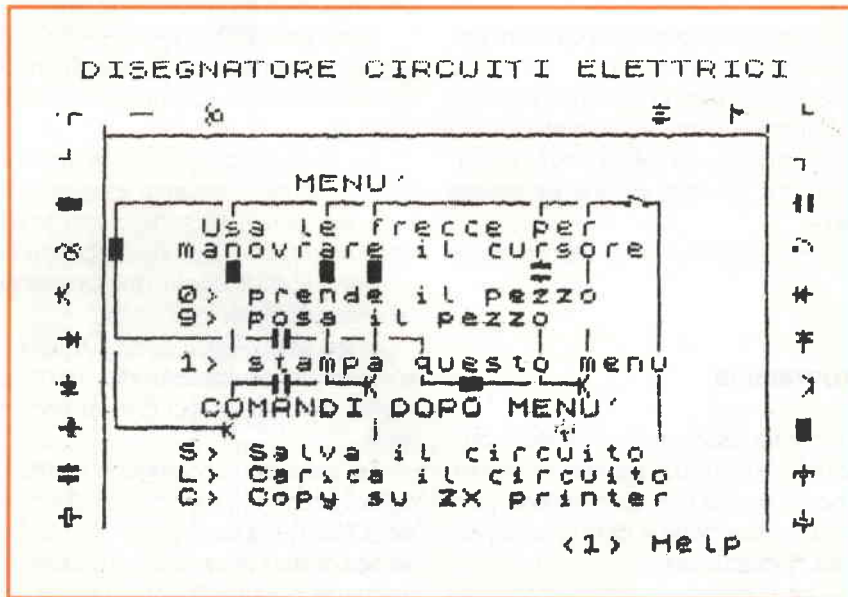 DISEGNATORE CIRCUITI ELETTRICI
MENU'
Usa le frecce per
manovrare il cursore
0> prende il pezzo
9> posa il pezzo
1> stampa questo menu
COMANDI DOPO MENU'
S> Salva il circuito
L> Carica il circuito
C> Copy su ZX printer
<1> Help